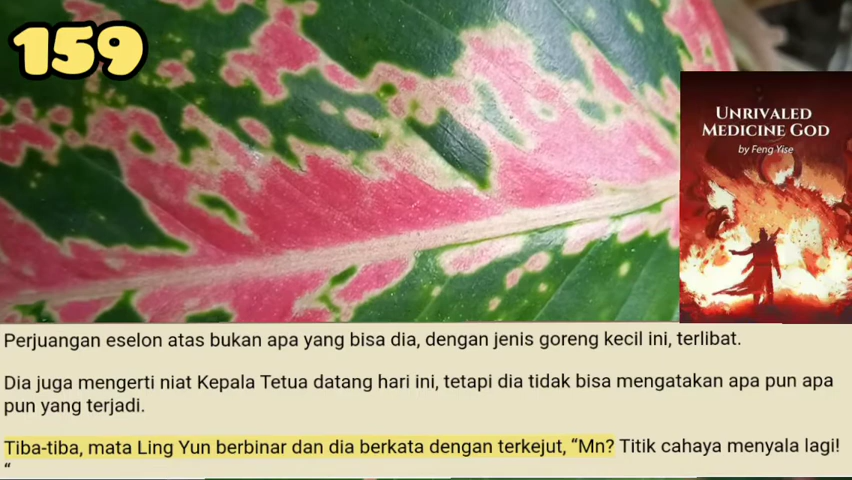 159
UNRIVALED
MEDICINE GOD
by Feng Yise
Perjuangan eselon atas bukan apa yang bisa dia, dengan jenis goreng kecil ini, terlibat.
Dia juga mengerti niat Kepala Tetua datang hari ini, tetapi dia tidak bisa mengatakan apa pun apa
pun yang terjadi.
Tiba-tiba, mata Ling Yun berbinar dan dia berkata dengan terkejut, “Mn? Titik cahaya menyala lagi!
“